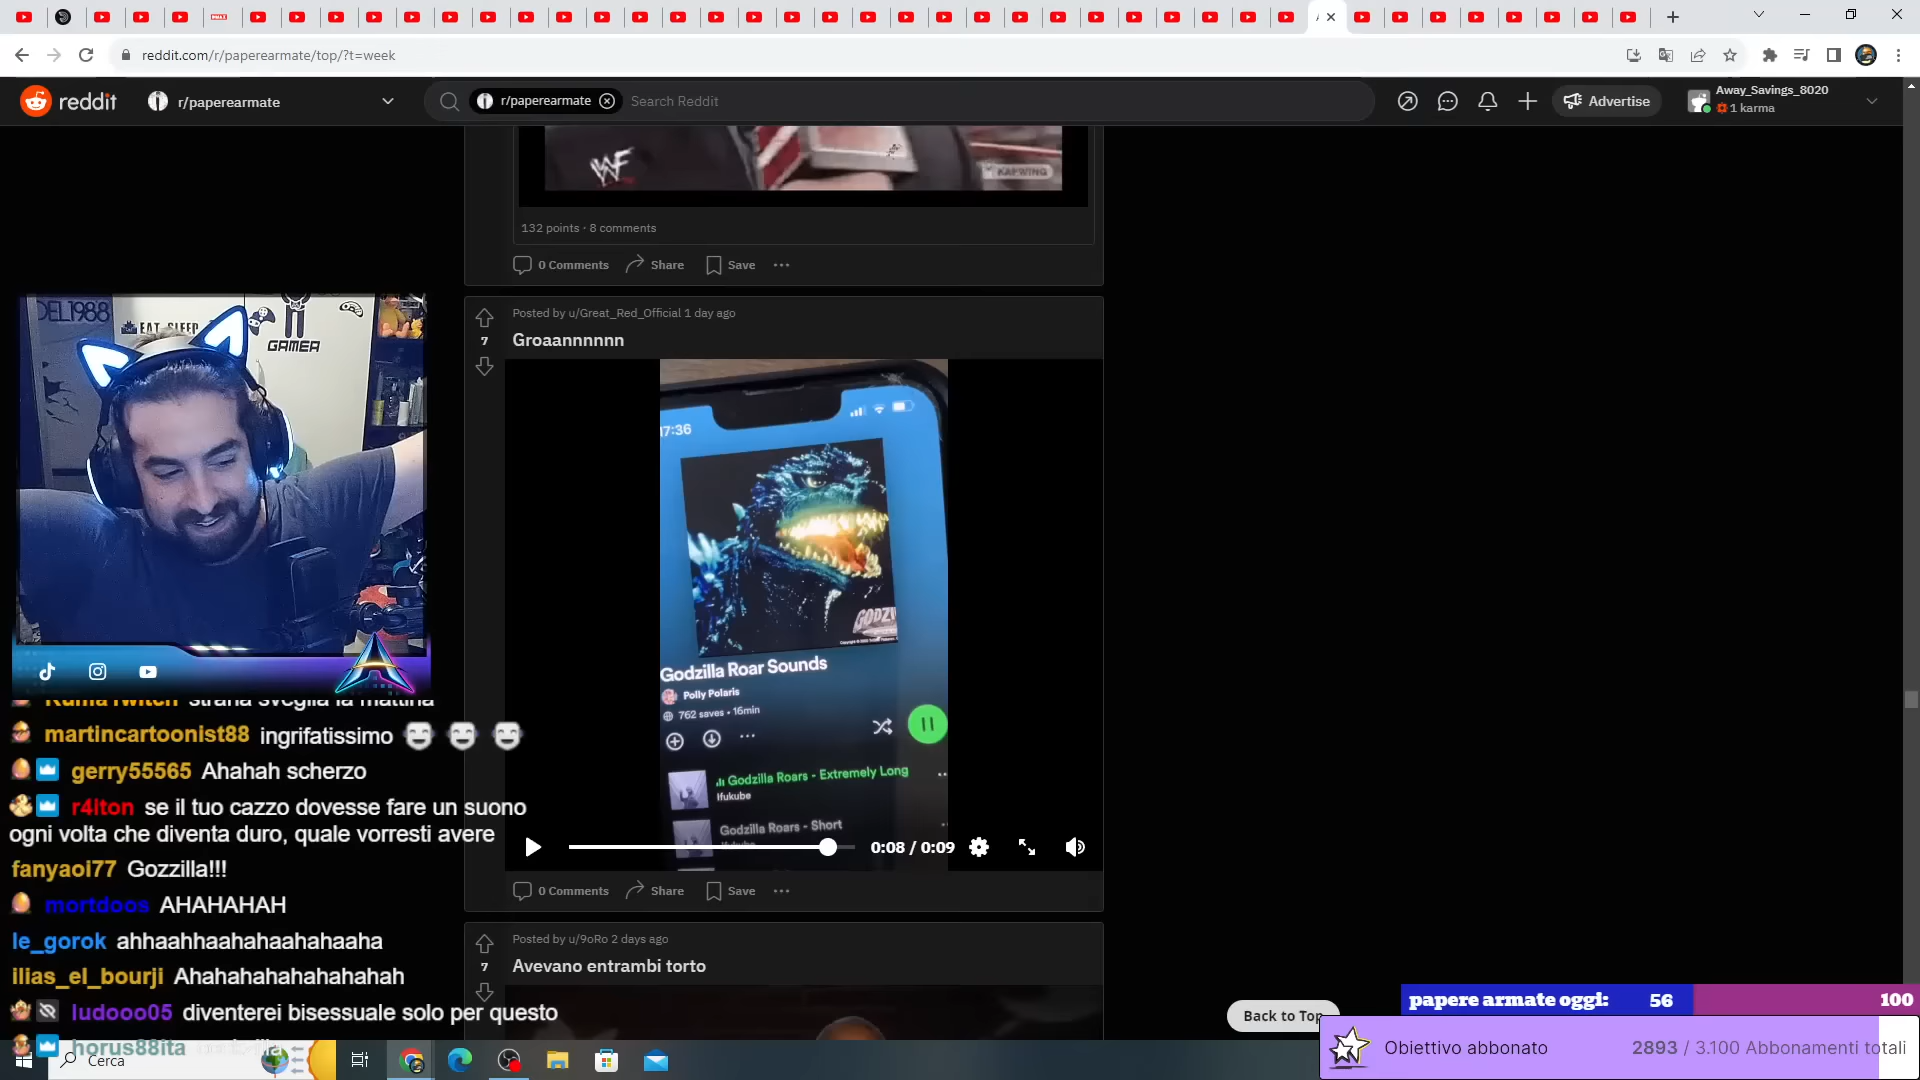 reddit.com/r/paperearmate/top/?t=week
reddit
r/paperearmate
r/paperearmate
Search Reddit
Advertise
Away_Savings_8020
1 karma
KAPWING
132 points · 8 comments
0 Comments
Share
Save
Posted by u/Great_Red_Official 1 day ago
7
Groaannnnnn
17:36
Godzilla Roar Sounds
Polly Polaris
762 saves • 16min
Godzilla Roars - Extremely Long
Ifukube
Godzilla Roars - Short
0:08 / 0:09
0 Comments
Share
Save
Posted by u/9oRo 2 days ago
7
Avevano entrambi torto
DEL1988
EAT SLEEP
GAMER
KumaTwitch strana sveglia la mattina
martincartoonist88 ingrifatissimo
gerry55565 Ahahah scherzo
r4lton se il tuo cazzo dovesse fare un suono
ogni volta che diventa duro, quale vorresti avere
fanyaoi77 Gozzilla!!!
mortdoos AHAHAHAH
le_gorok ahhaahhaahahaahahaaha
ilias_el_bourji Ahahahahahahahahah
ludooo05 diventerei bisessuale solo per questo
horus88ita
Cerca
Back to Top
papere armate oggi: 56
100
Obiettivo abbonato
2893 / 3.100 Abbonamenti totali